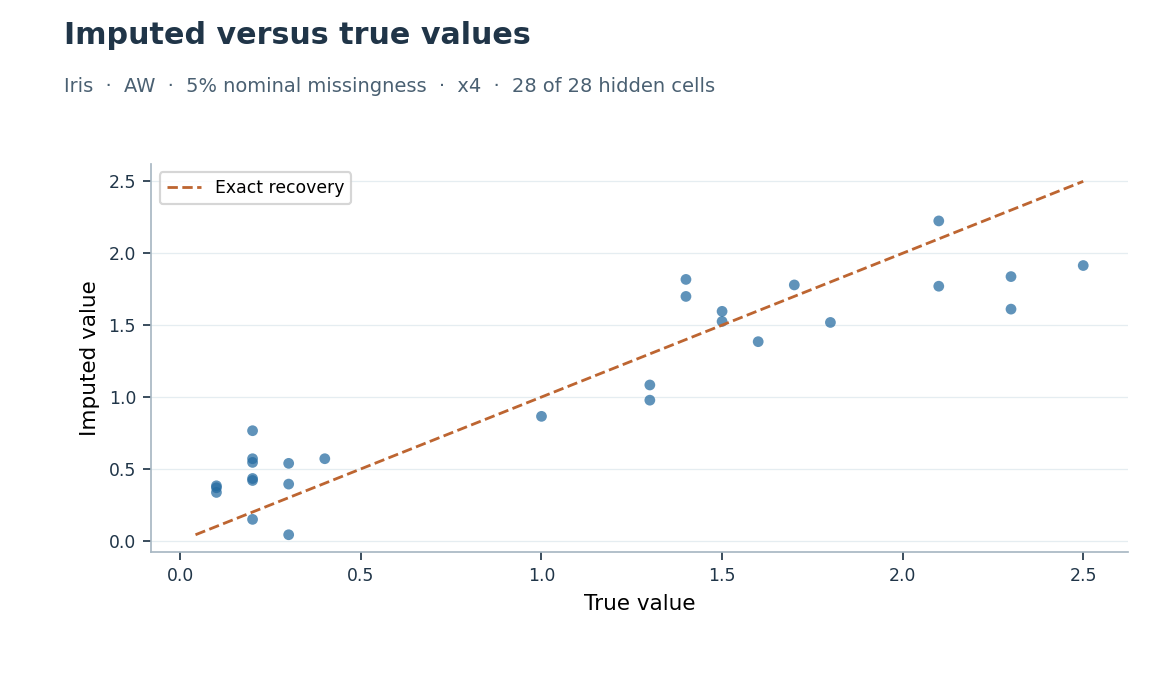 Imputed versus true values
Iris · AW · 5% nominal missingness · x4 · 28 of 28 hidden cells
Exact recovery
2.5
2.0
1.5
1.0
0.5
0.0
Imputed value
0.0 0.5 1.0 1.5 2.0 2.5
True value